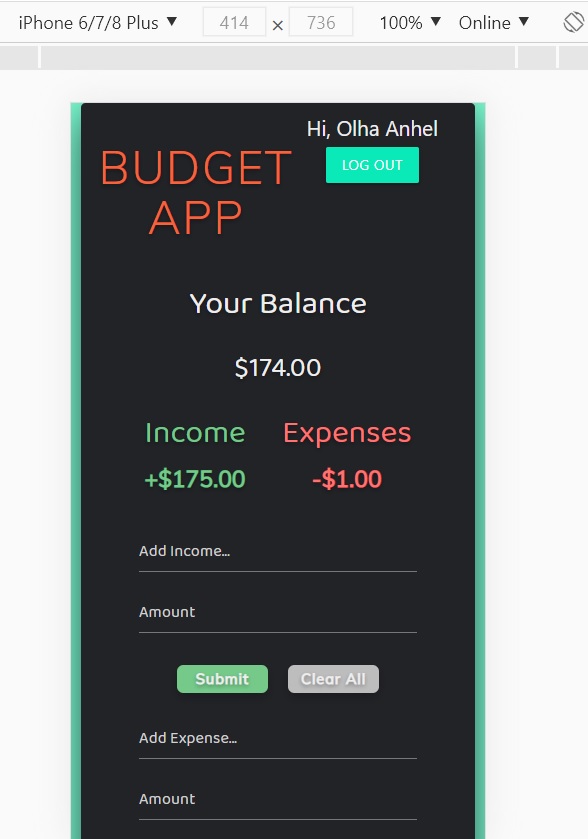 iPhone 6/7/8 Plus ▼ 414 × 736 100% ▼ Online ▼
Hi, Olha Anhel
LOG OUT
BUDGET
APP
Your Balance
$174.00
Income Expenses
+$175.00 -$1.00
Add Income...
Amount
Submit Clear All
Add Expense...
Amount